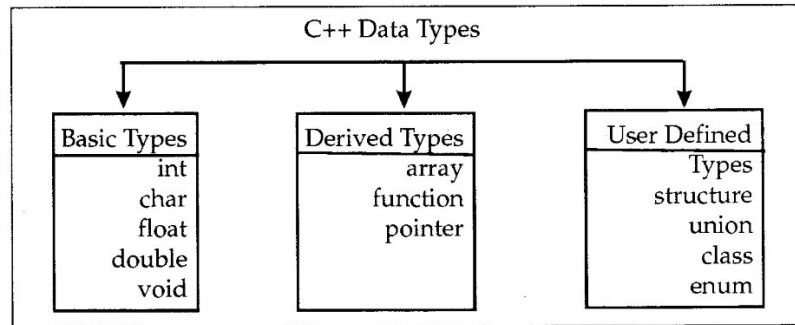 C++ Data Types
Basic Types
int
char
float
double
void
Derived Types
array
function
pointer
User Defined
Types
structure
union
class
enum